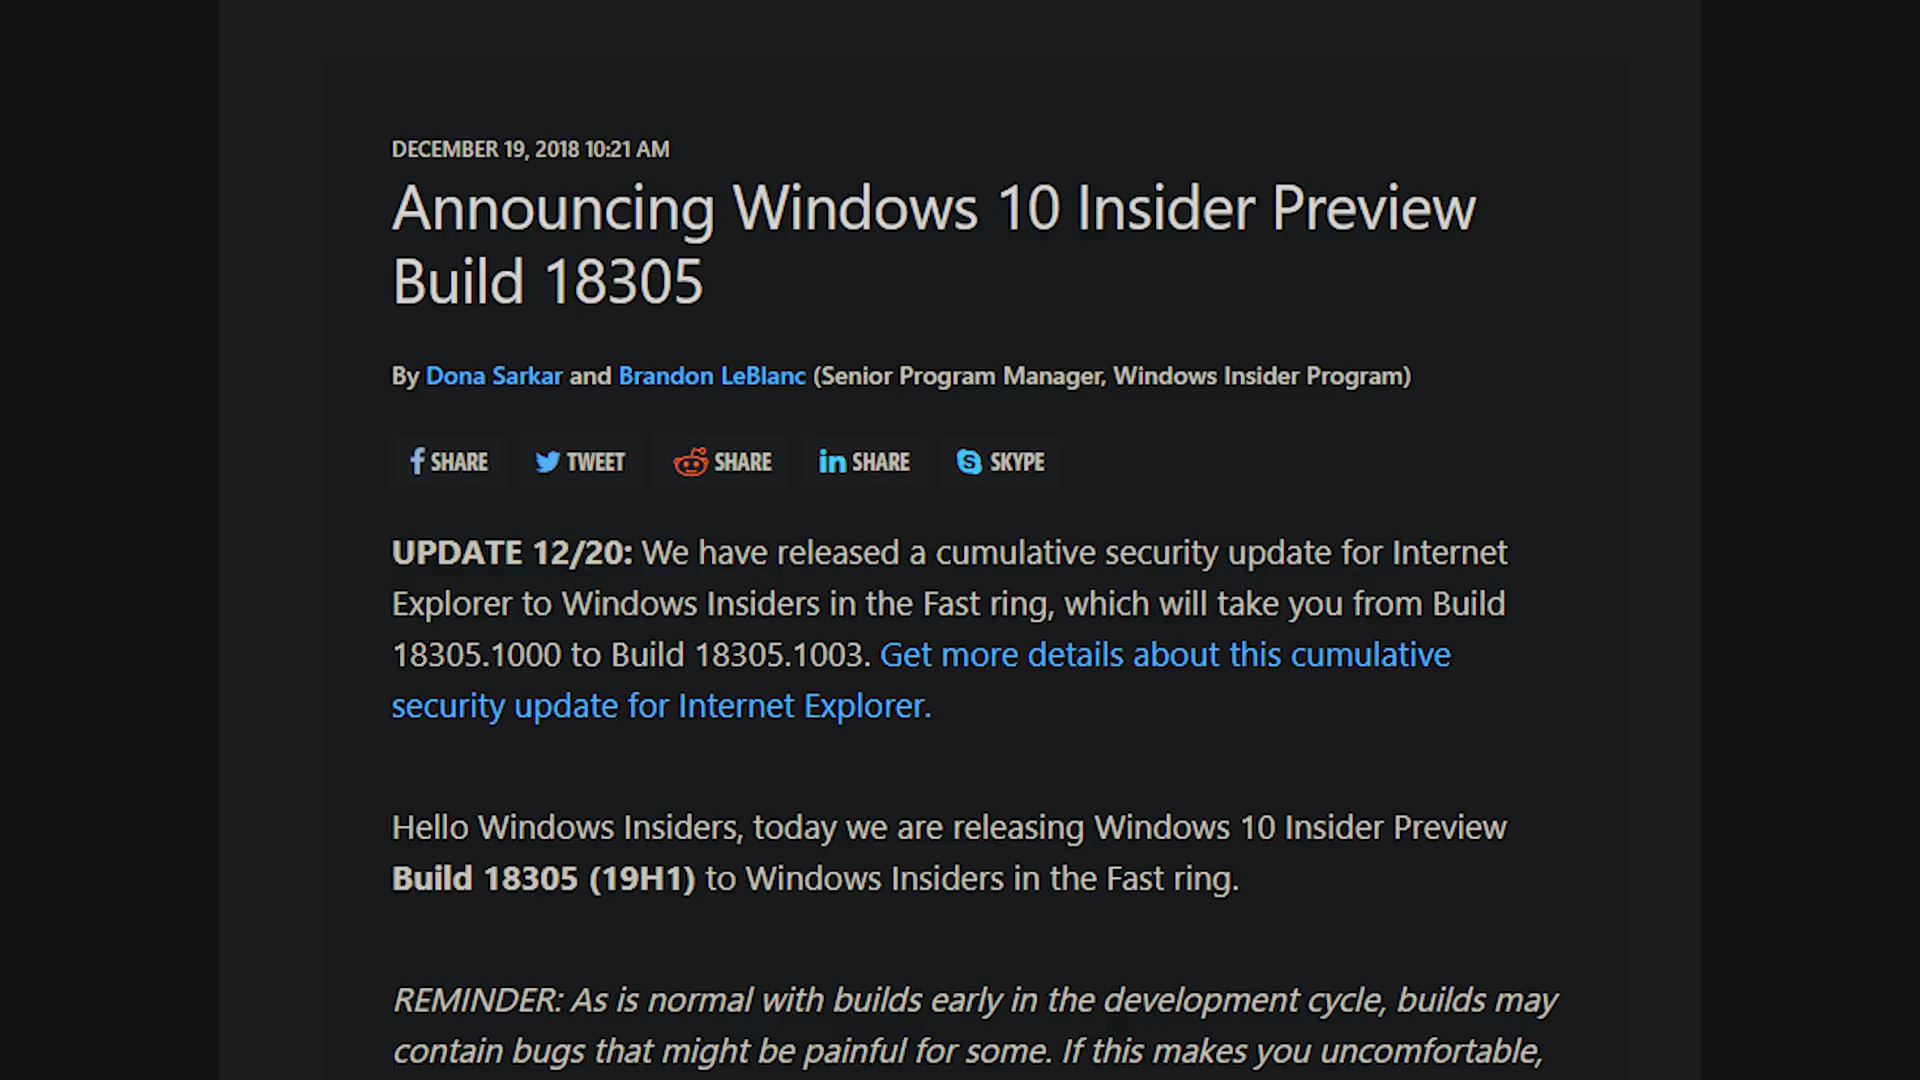 DECEMBER 19, 2018 10:21 AM
Announcing Windows 10 Insider Preview
Build 18305
By Dona Sarkar and Brandon LeBlanc (Senior Program Manager, Windows Insider Program)
SHARE TWEET SHARE in SHARE SKYPE
UPDATE 12/20: We have released a cumulative security update for Internet
Explorer to Windows Insiders in the Fast ring, which will take you from Build
18305.1000 to Build 18305.1003. Get more details about this cumulative
security update for Internet Explorer.
Hello Windows Insiders, today we are releasing Windows 10 Insider Preview
Build 18305 (19H1) to Windows Insiders in the Fast ring.
REMINDER: As is normal with builds early in the development cycle, builds may
contain bugs that might be painful for some. If this makes you uncomfortable,